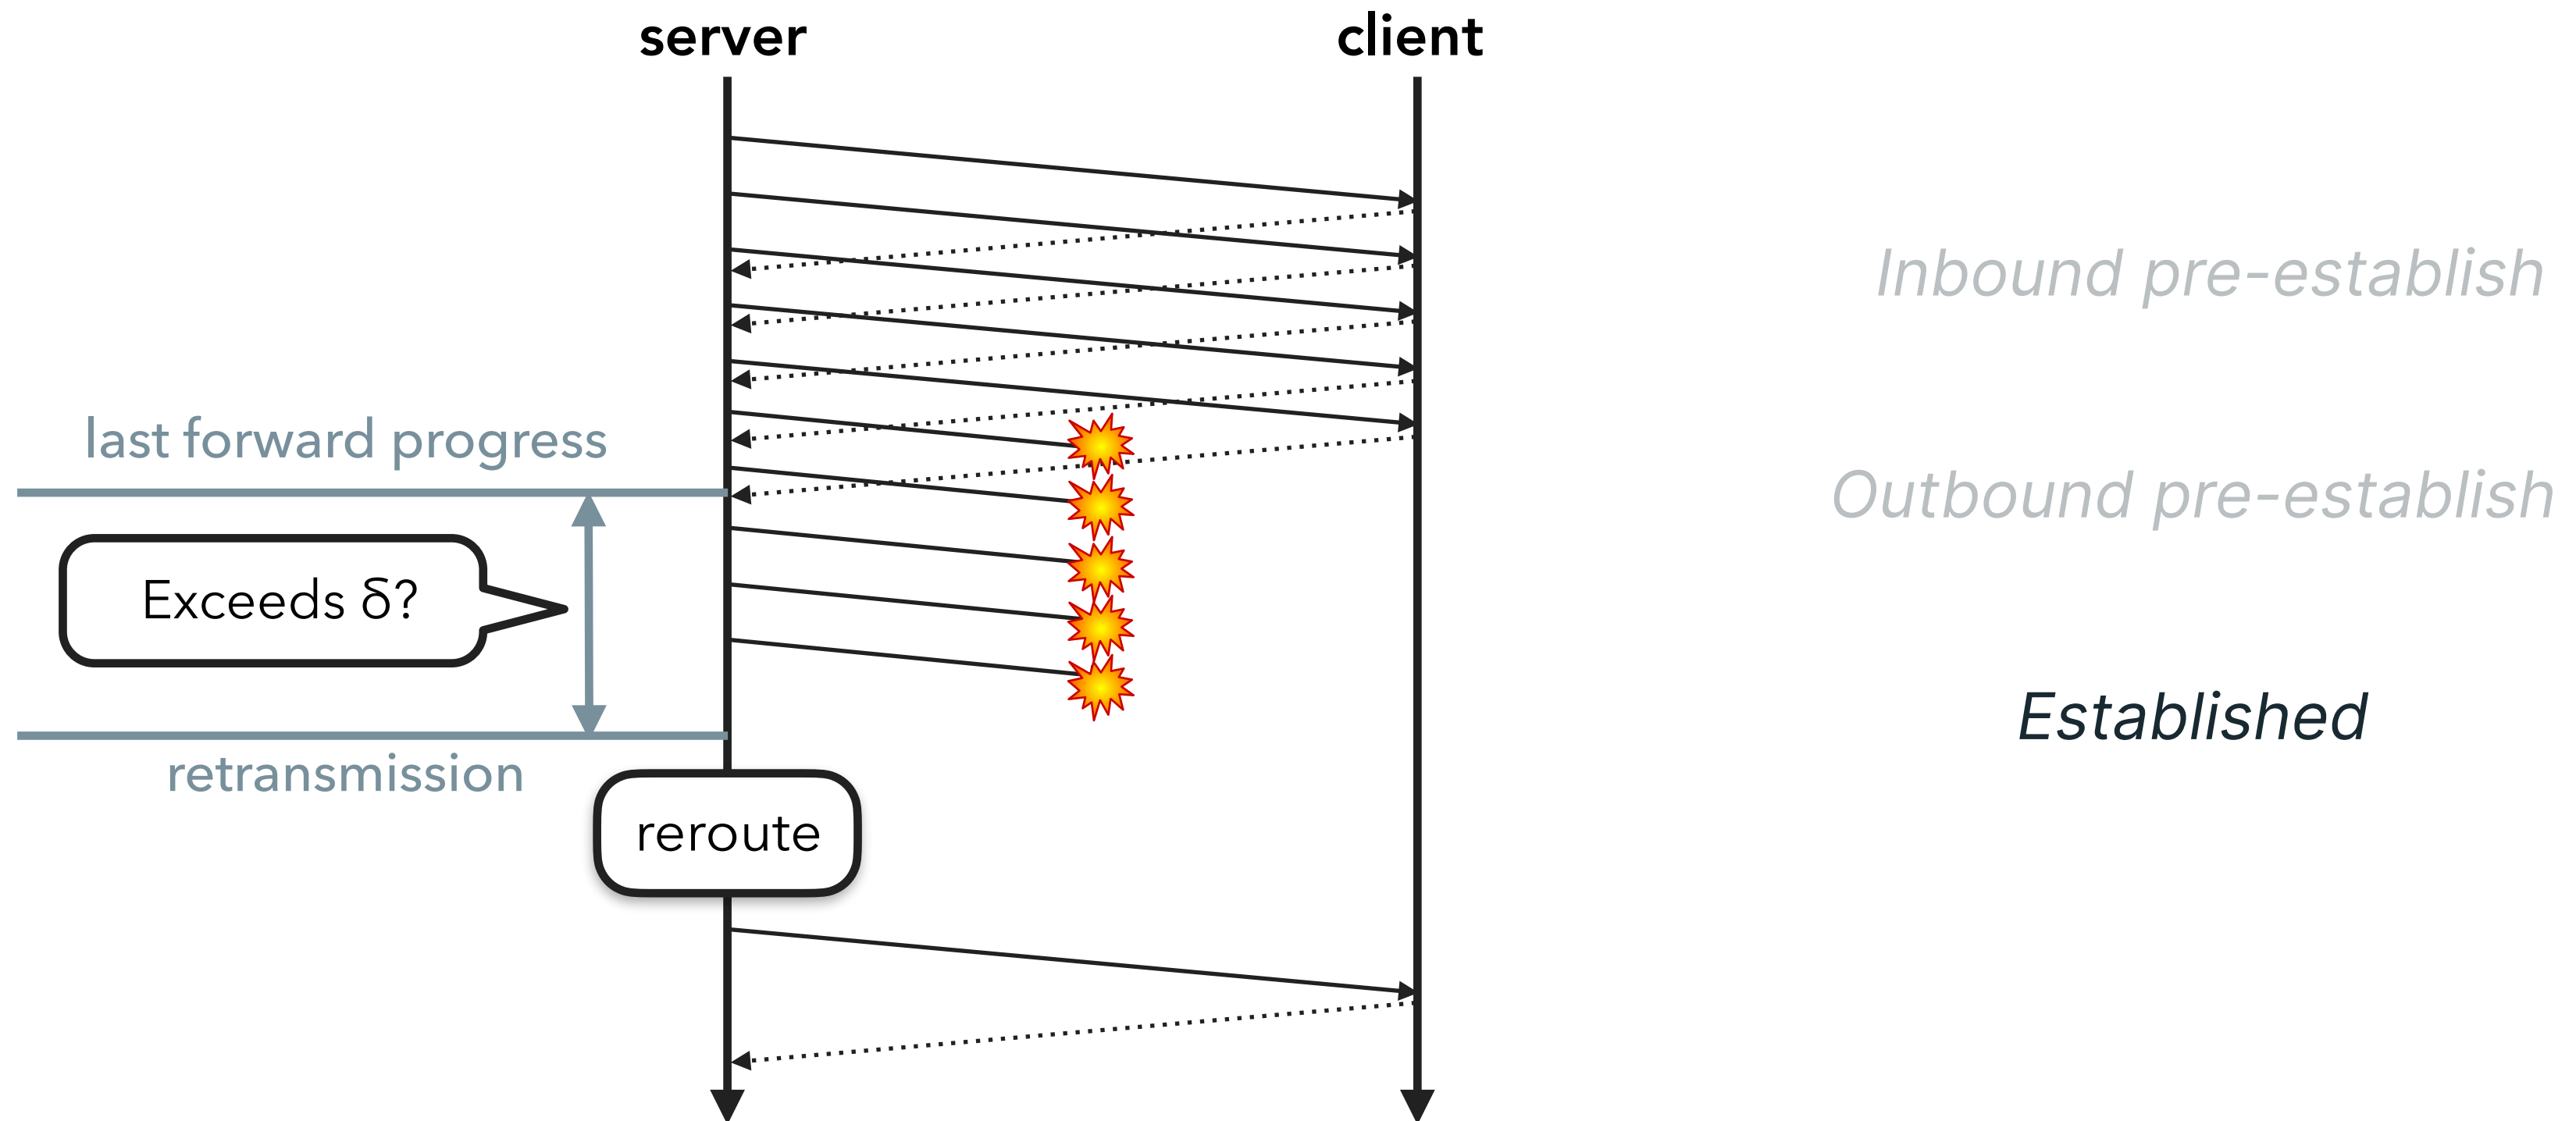 server
client
Inbound pre-establish
last forward progress
Outbound pre-establish
Exceeds δ?
Established
retransmission
reroute